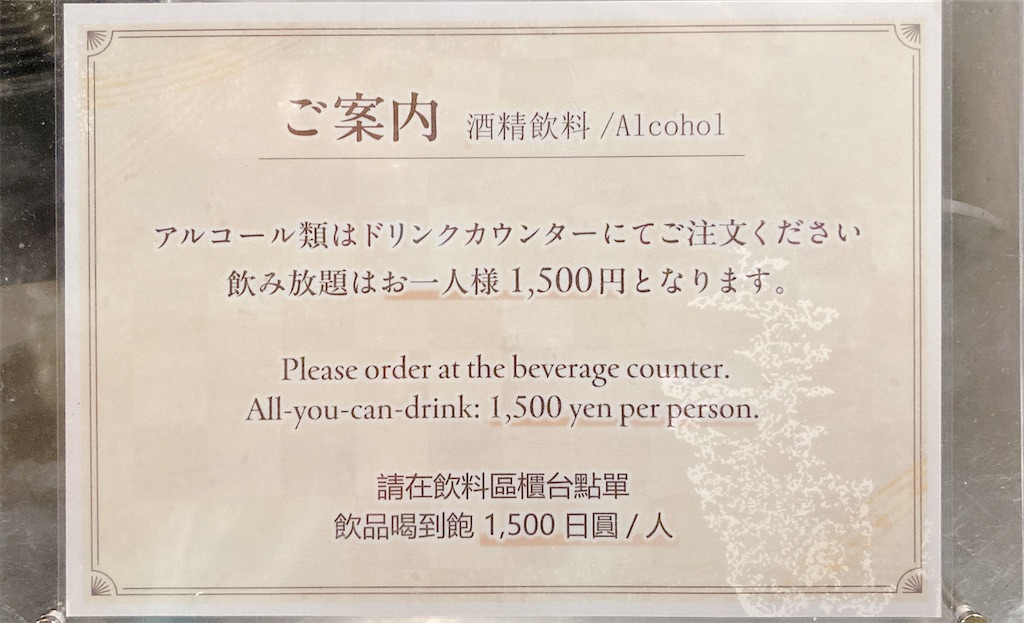 ご案内 酒精飲料 /Alcohol
アルコール類はドリンクカウンターにてご注文ください
飲み放題はお一人様 1,500円となります。
Please order at the beverage counter.
All-you-can-drink: 1,500 yen per person.
請在飲料區櫃台點單
飲品喝到飽 1,500 日圓 / 人